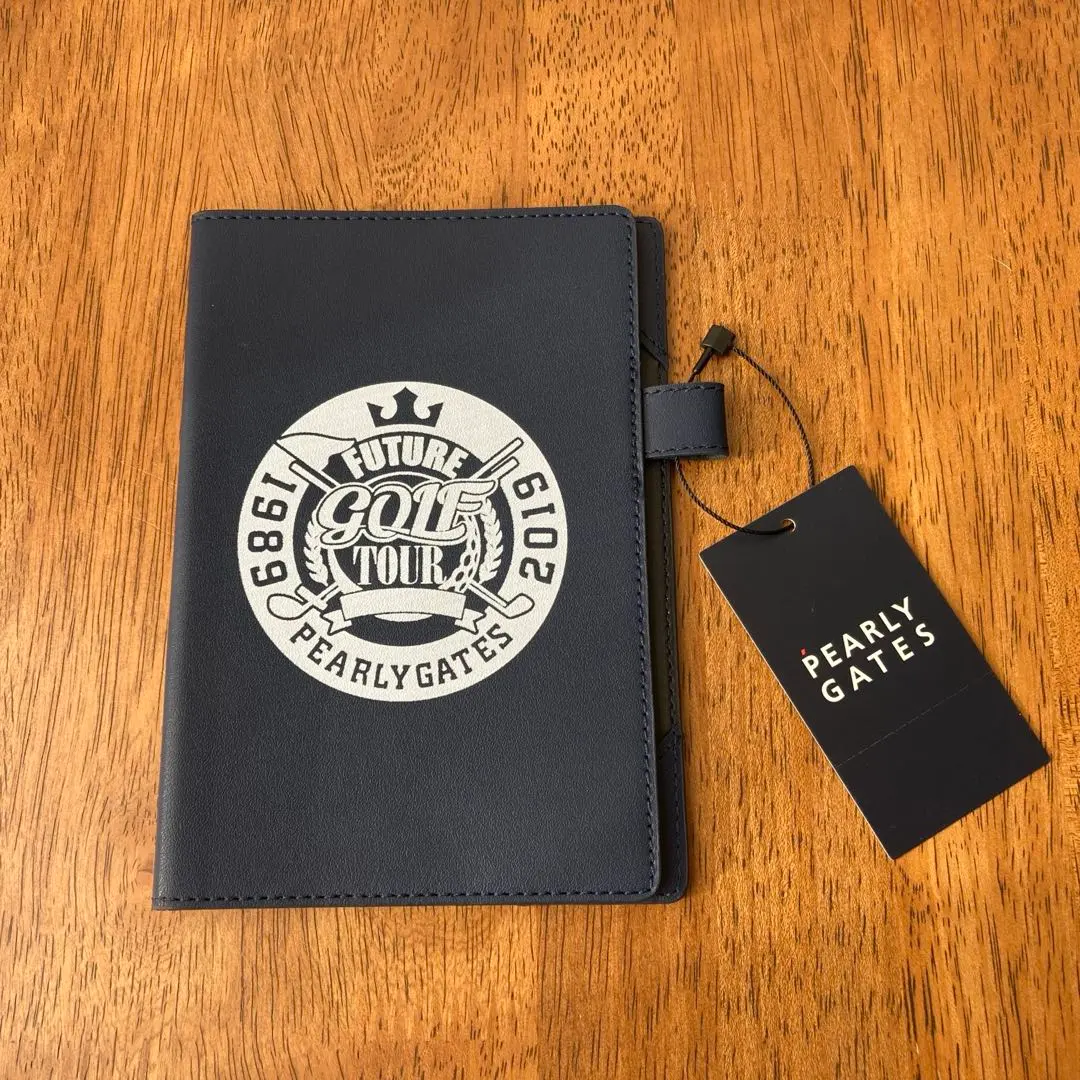 FUTURE
GOLF
TOUR
1989
2019
PEARLYGATES
PEARLY
GATES